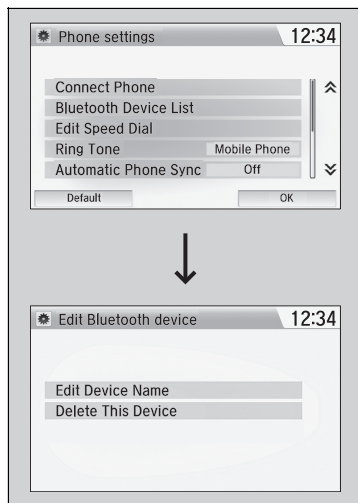 Phone settings 12:34
Connect Phone
Bluetooth Device List
Edit Speed Dial
Ring Tone Mobile Phone
Automatic Phone Sync Off
Default OK
Edit Bluetooth device 12:34
Edit Device Name
Delete This Device